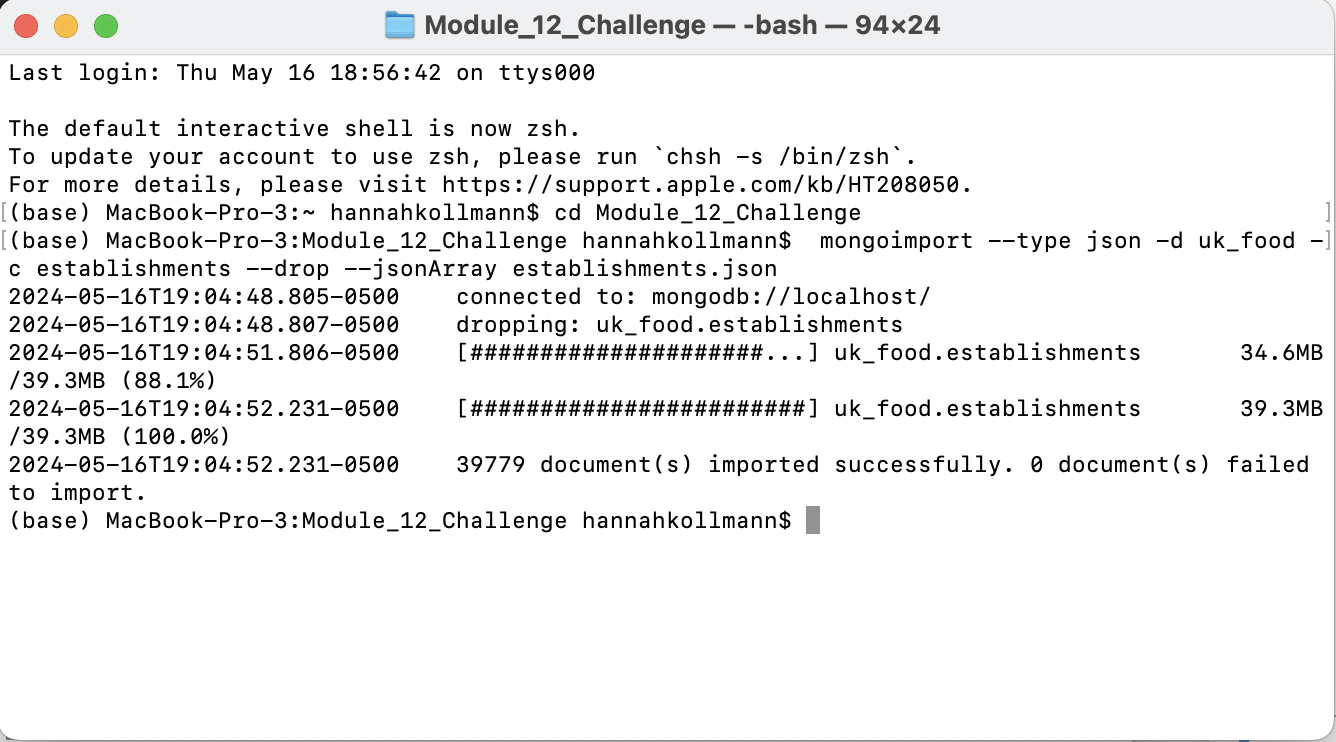 Module_12_Challenge — -bash — 94×24
Last login: Thu May 16 18:56:42 on ttys000
The default interactive shell is now zsh.
To update your account to use zsh, please run `chsh -s /bin/zsh`.
For more details, please visit https://support.apple.com/kb/HT208050.
[(base) MacBook-Pro-3:~ hannahkollmann$ cd Module_12_Challenge ]
[(base) MacBook-Pro-3:Module_12_Challenge hannahkollmann$  mongoimport --type json -d uk_food -]
c establishments --drop --jsonArray establishments.json
2024-05-16T19:04:48.805-0500    connected to: mongodb://localhost/
2024-05-16T19:04:48.807-0500    dropping: uk_food.establishments
2024-05-16T19:04:51.806-0500    [#####################...] uk_food.establishments       34.6MB
/39.3MB (88.1%)
2024-05-16T19:04:52.231-0500    [########################] uk_food.establishments       39.3MB
/39.3MB (100.0%)
2024-05-16T19:04:52.231-0500    39779 document(s) imported successfully. 0 document(s) failed
to import.
(base) MacBook-Pro-3:Module_12_Challenge hannahkollmann$